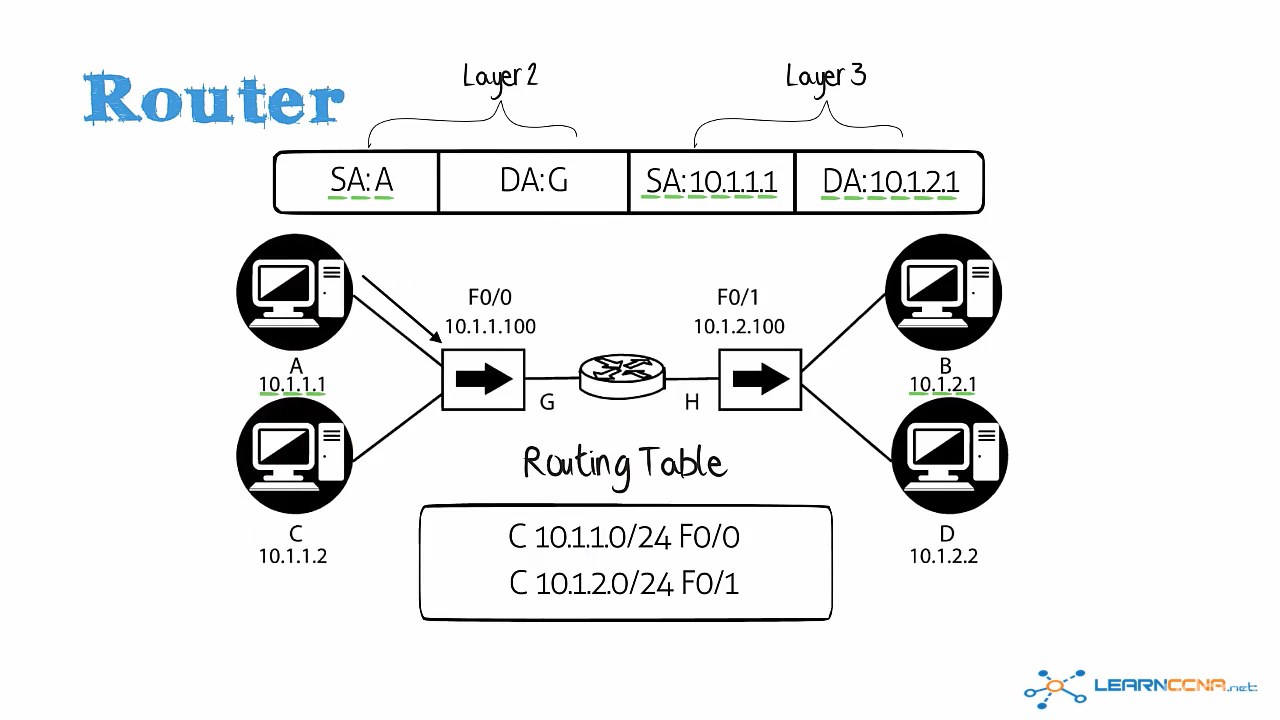 Router
Layer 2
Layer 3
SA: A
DA:G
SA:10.1.1.1
DA:10.1.2.1
F0/0
10.1.1.100
F0/1
10.1.2.100
A
10.1.1.1
B
10.1.2.1
G
H
Routing Table
C 10.1.1.0/24 F0/0
C 10.1.2.0/24 F0/1
C
10.1.1.2
D
10.1.2.2
LEARNCCNA.net